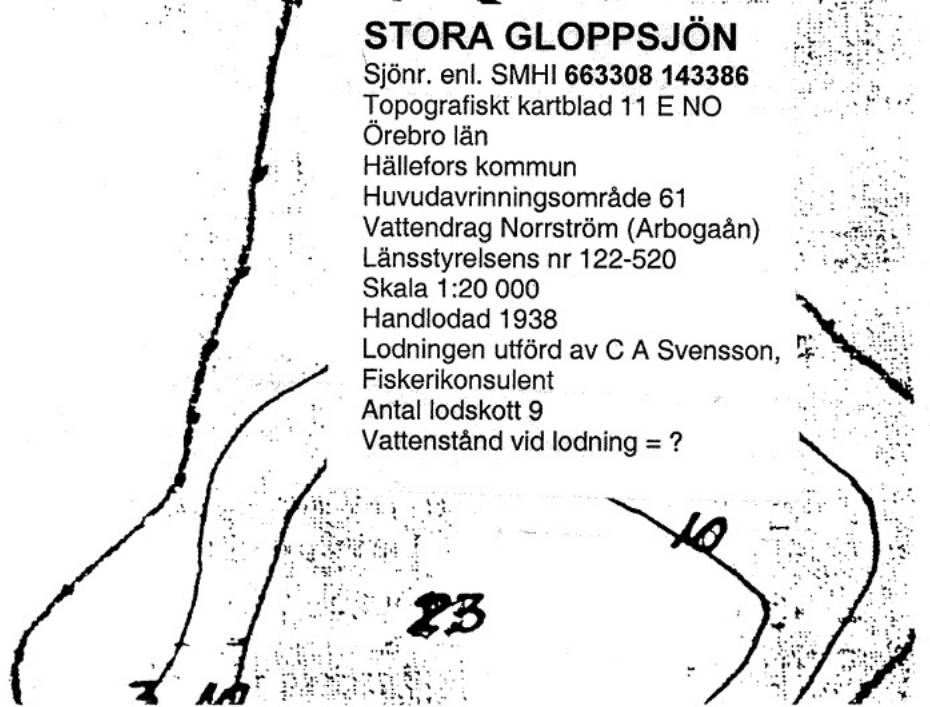 STORA GLOPPSJÖN
Sjönr. enl. SMHI 663308 143386
Topografiskt kartblad 11 E NO
Örebro län
Hällefors kommun
Huvudavrinningsområde 61
Vattendrag Norrström (Arbogaån)
Länsstyrelsens nr 122-520
Skala 1:20 000
Handlodad 1938
Lodningen utförd av C A Svensson,
Fiskerikonsulent
Antal lodskott 9
Vattenstånd vid lodning = ?
10
23
3 10